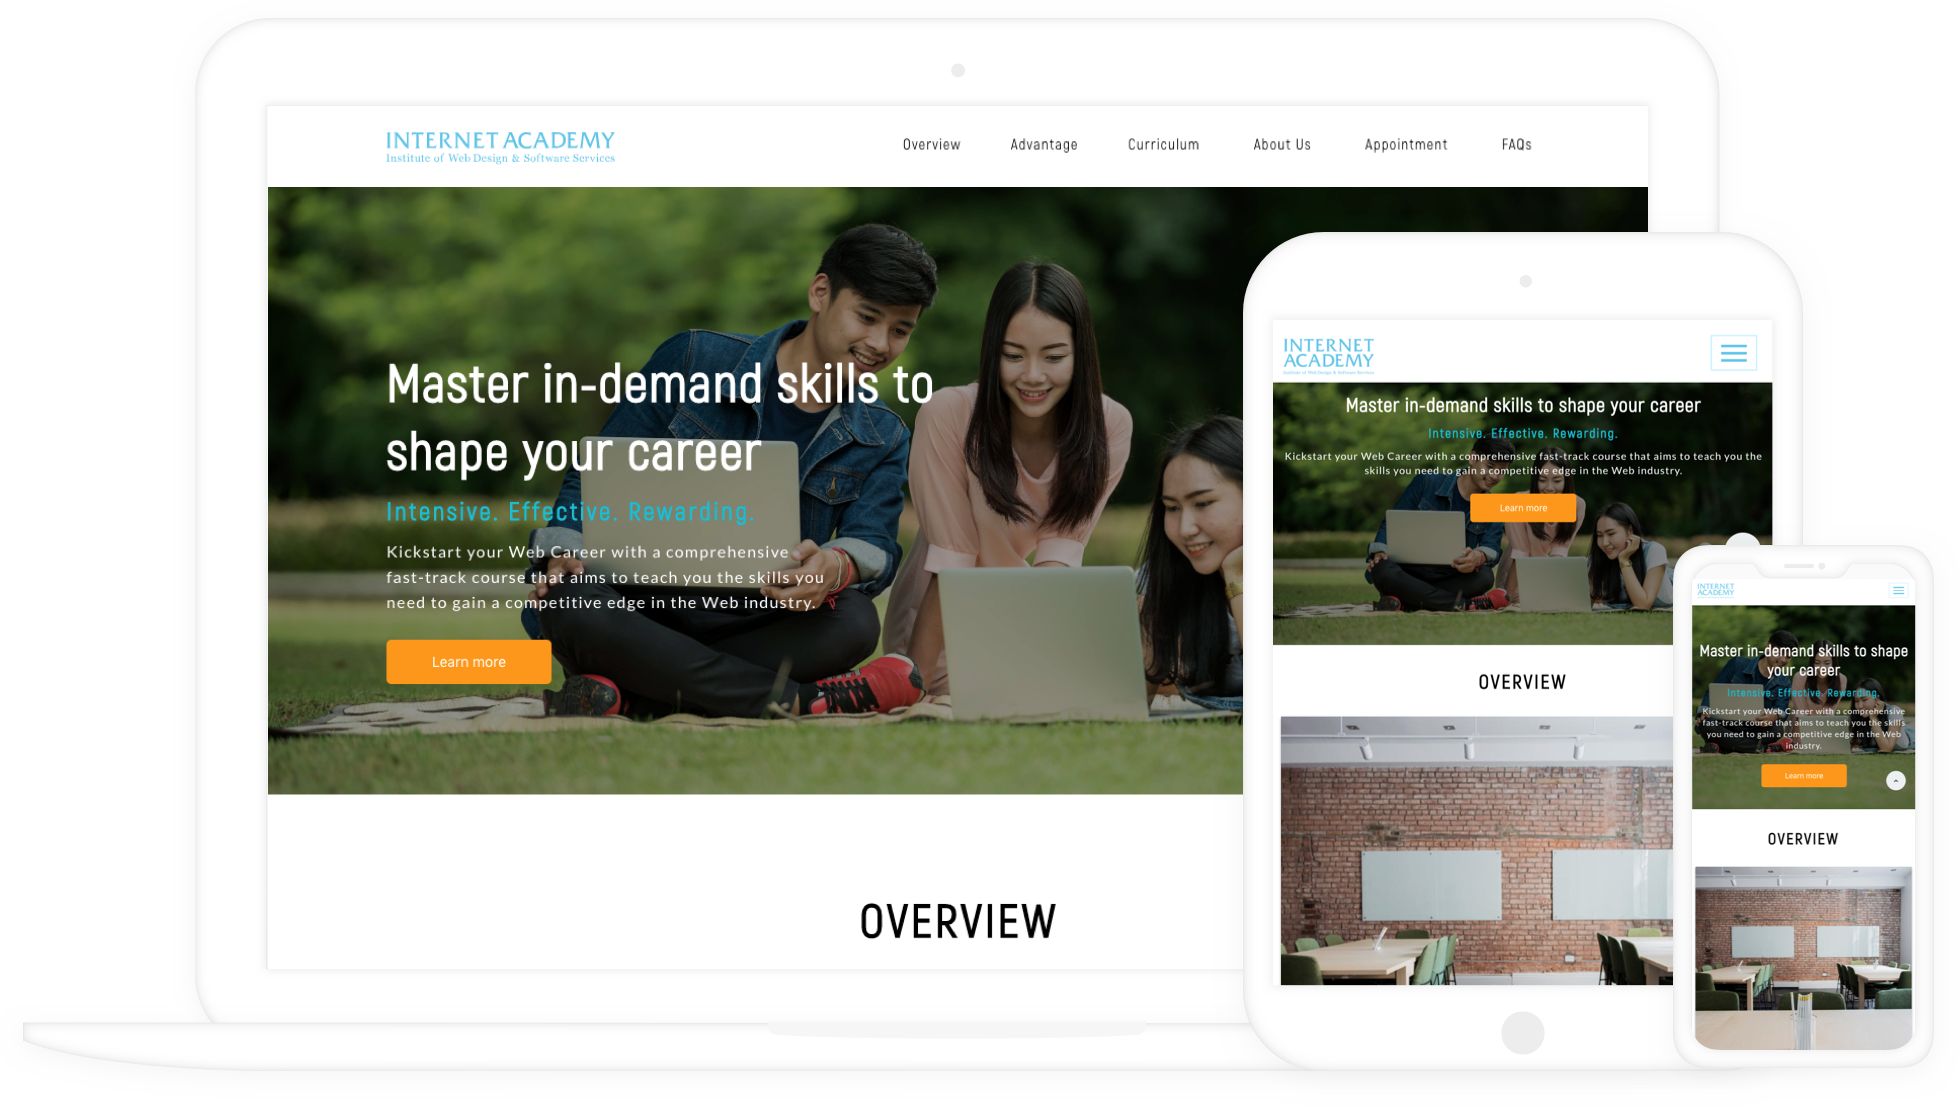 INTERNET ACADEMY
Institute of Web Design & Software Services
Overview Advantage Curriculum About Us Appointment FAQs
Master in-demand skills to
shape your career
Intensive. Effective. Rewarding.
Kickstart your Web Career with a comprehensive
fast-track course that aims to teach you the skills you
need to gain a competitive edge in the Web industry.
Learn more
OVERVIEW
INTERNET
ACADEMY
Institute of Web Design & Software Services
Master in-demand skills to shape your career
Intensive. Effective. Rewarding.
Kickstart your Web Career with a comprehensive fast-track course that aims to teach you the
skills you need to gain a competitive edge in the Web industry.
Learn more
OVERVIEW
INTERNET
ACADEMY
Master in-demand skills to shape
your career
Intensive. Effective. Rewarding.
Kickstart your Web Career with a comprehensive
fast-track course that aims to teach you the skills
you need to gain a competitive edge in the Web
industry.
Learn more
OVERVIEW